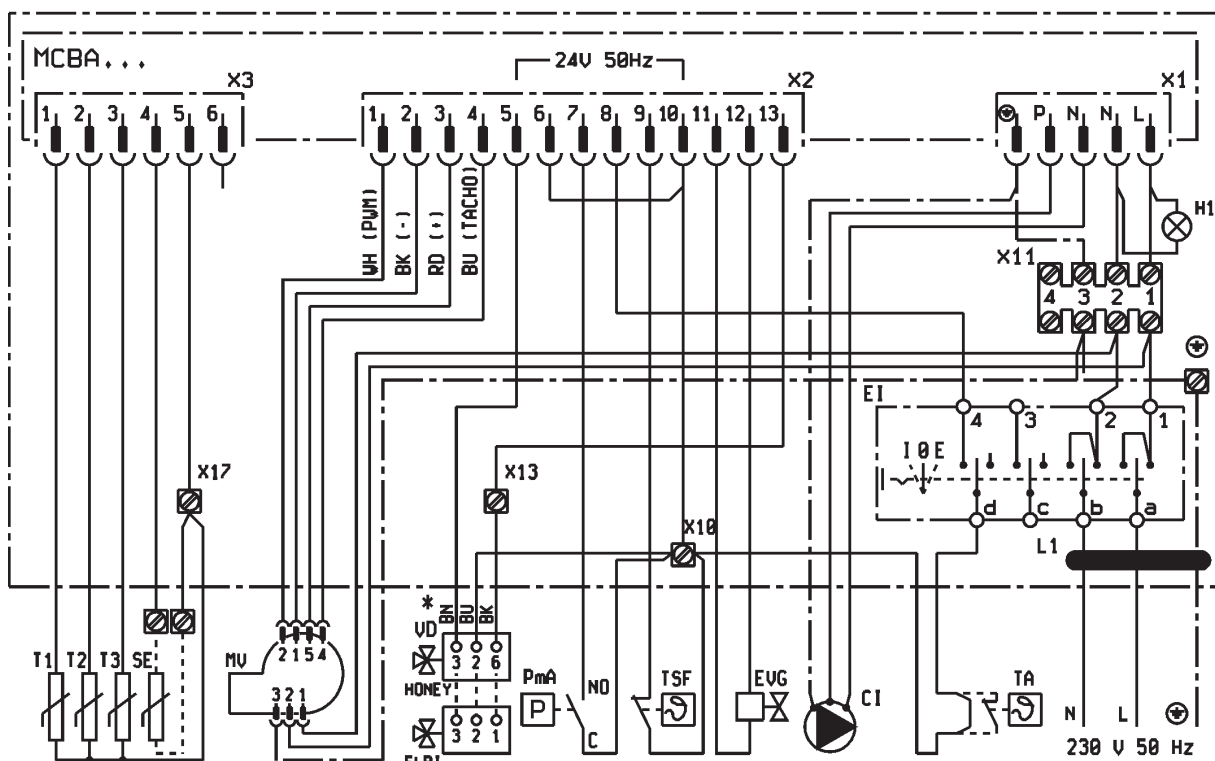 MCBA...
24V 50Hz
X3
X2
X1
1 2 3 4 5 6
1 2 3 4 5 6 7 8 9 10 11 12 13
P N N L
WH (PWM)
BK (-)
RD (+)
BU (TACHO)
H1
X11
4 3 2 1
EI
4 3 2 1
I 0 E
X17
X13
d c b a
X10
L1
*
BN
BU
BK
VD
T1 T2 T3 SE
MV
2 1 5 4
3 2 6
HONEY
PmA
P
NO
TSF
EVG
CI
TA
N L
3 2 1
3 2 1
C
230 V 50 Hz